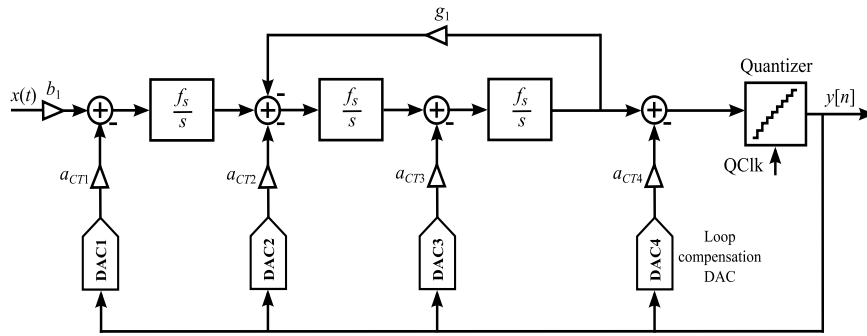 g1
x(t) b1
fs
s
fs
s
fs
s
Quantizer
y[n]
QClk
aCT1
aCT2
aCT3
aCT4
DAC1
DAC2
DAC3
DAC4
Loop
compensation
DAC